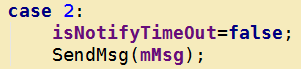 case 2:
isNotifyTimeOut=false;
SendMsg(mMsg);